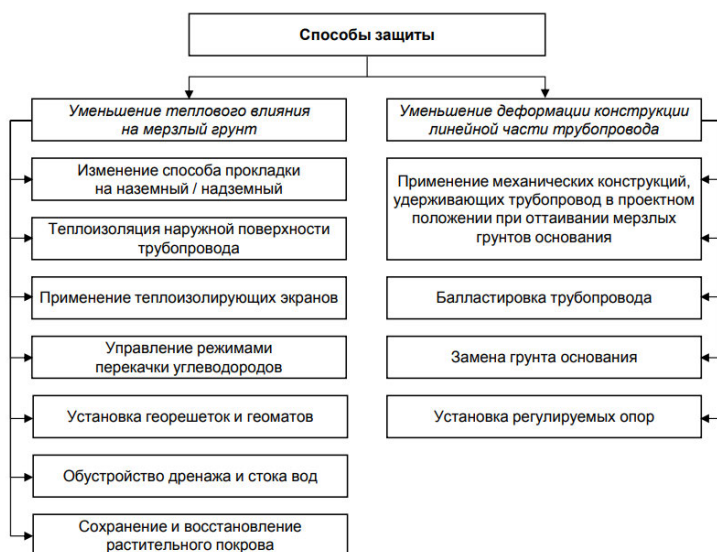 Способы защиты
Уменьшение теплового влияния
на мерзлый грунт
Изменение способа прокладки
на наземный / надземный
Теплоизоляция наружной поверхности
трубопровода
Применение теплоизолирующих экранов
Управление режимами
перекачки углеводородов
Установка георешеток и геоматов
Обустройство дренажа и стока вод
Сохранение и восстановление
растительного покрова
Уменьшение деформации конструкции
линейной части трубопровода
Применение механических конструкций,
удерживающих трубопровод в проектном
положении при оттаивании мерзлых
грунтов основания
Балластировка трубопровода
Замена грунта основания
Установка регулируемых опор